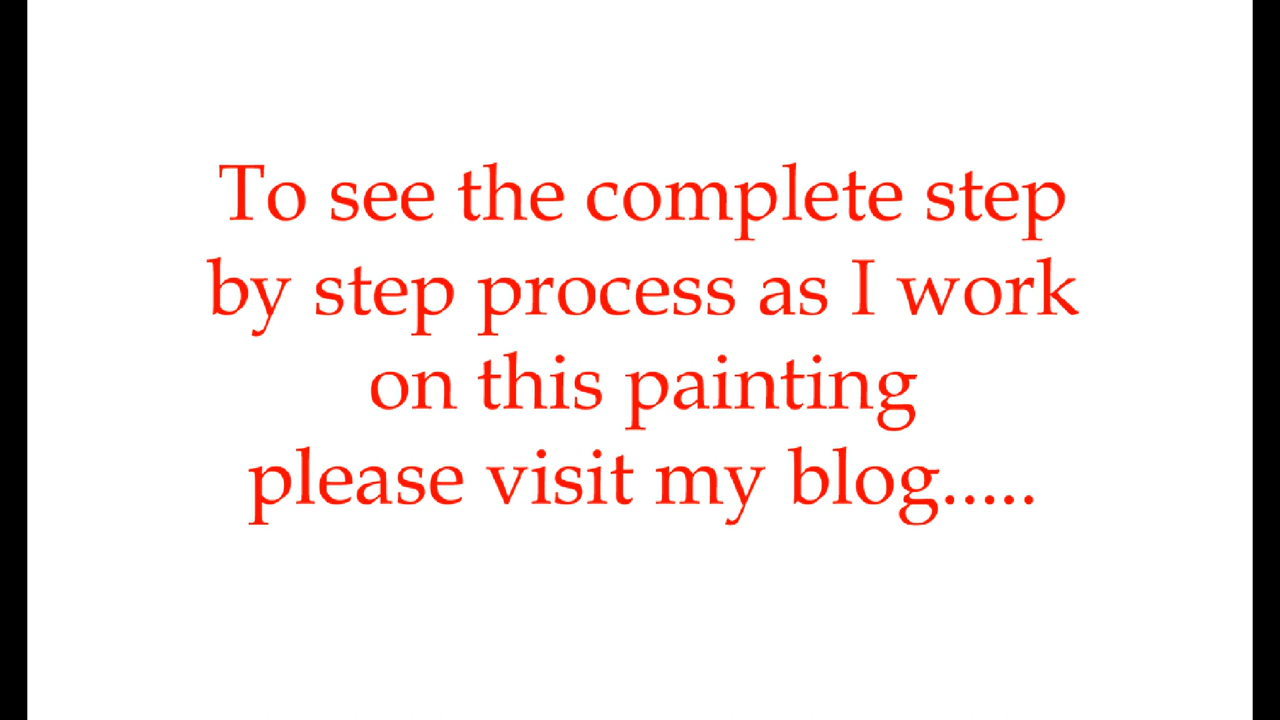 To see the complete step
by step process as I work
on this painting
please visit my blog.....